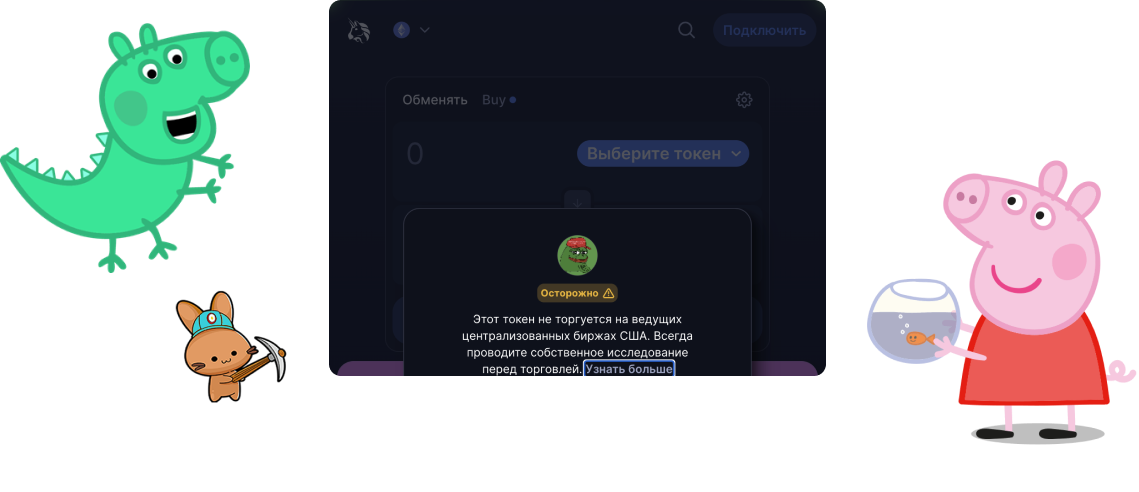 Подключить
Обменять Buy
0
Выберите токен
Осторожно
Этот токен не торгуется на ведущих
централизованных биржах США. Всегда
проводите собственное исследование
перед торговлей. Узнать больше